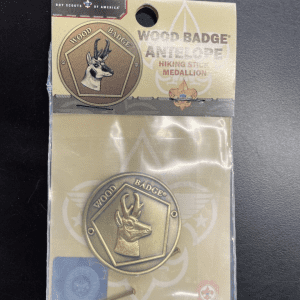 BOY SCOUTS OF AMERICA
WOOD BADGE
WOOD BADGE®
ANTELOPE
HIKING STICK
MEDALLION
WOOD BADGE®